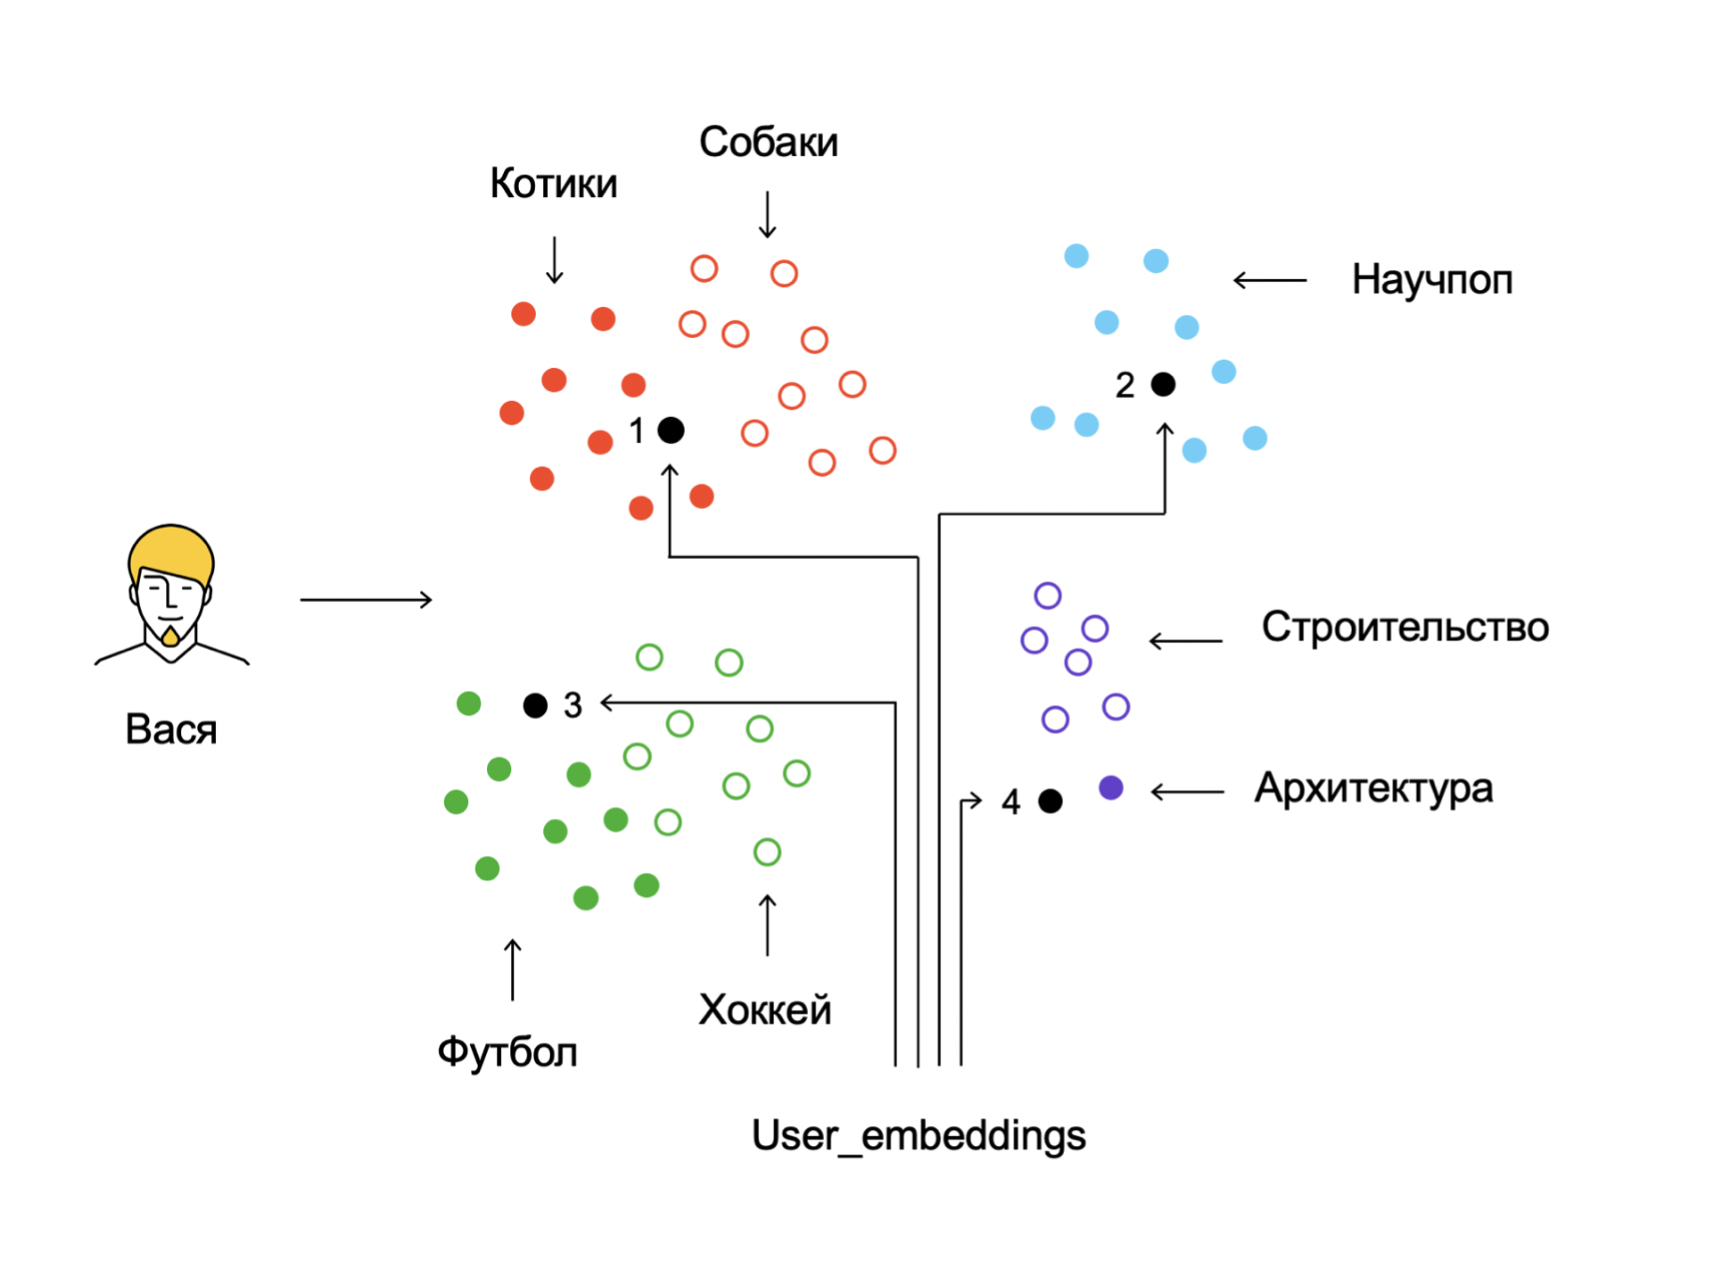 Собаки
Котики
Научпоп
1
2
Строительство
Вася
3
4
Архитектура
Хоккей
Футбол
User_embeddings